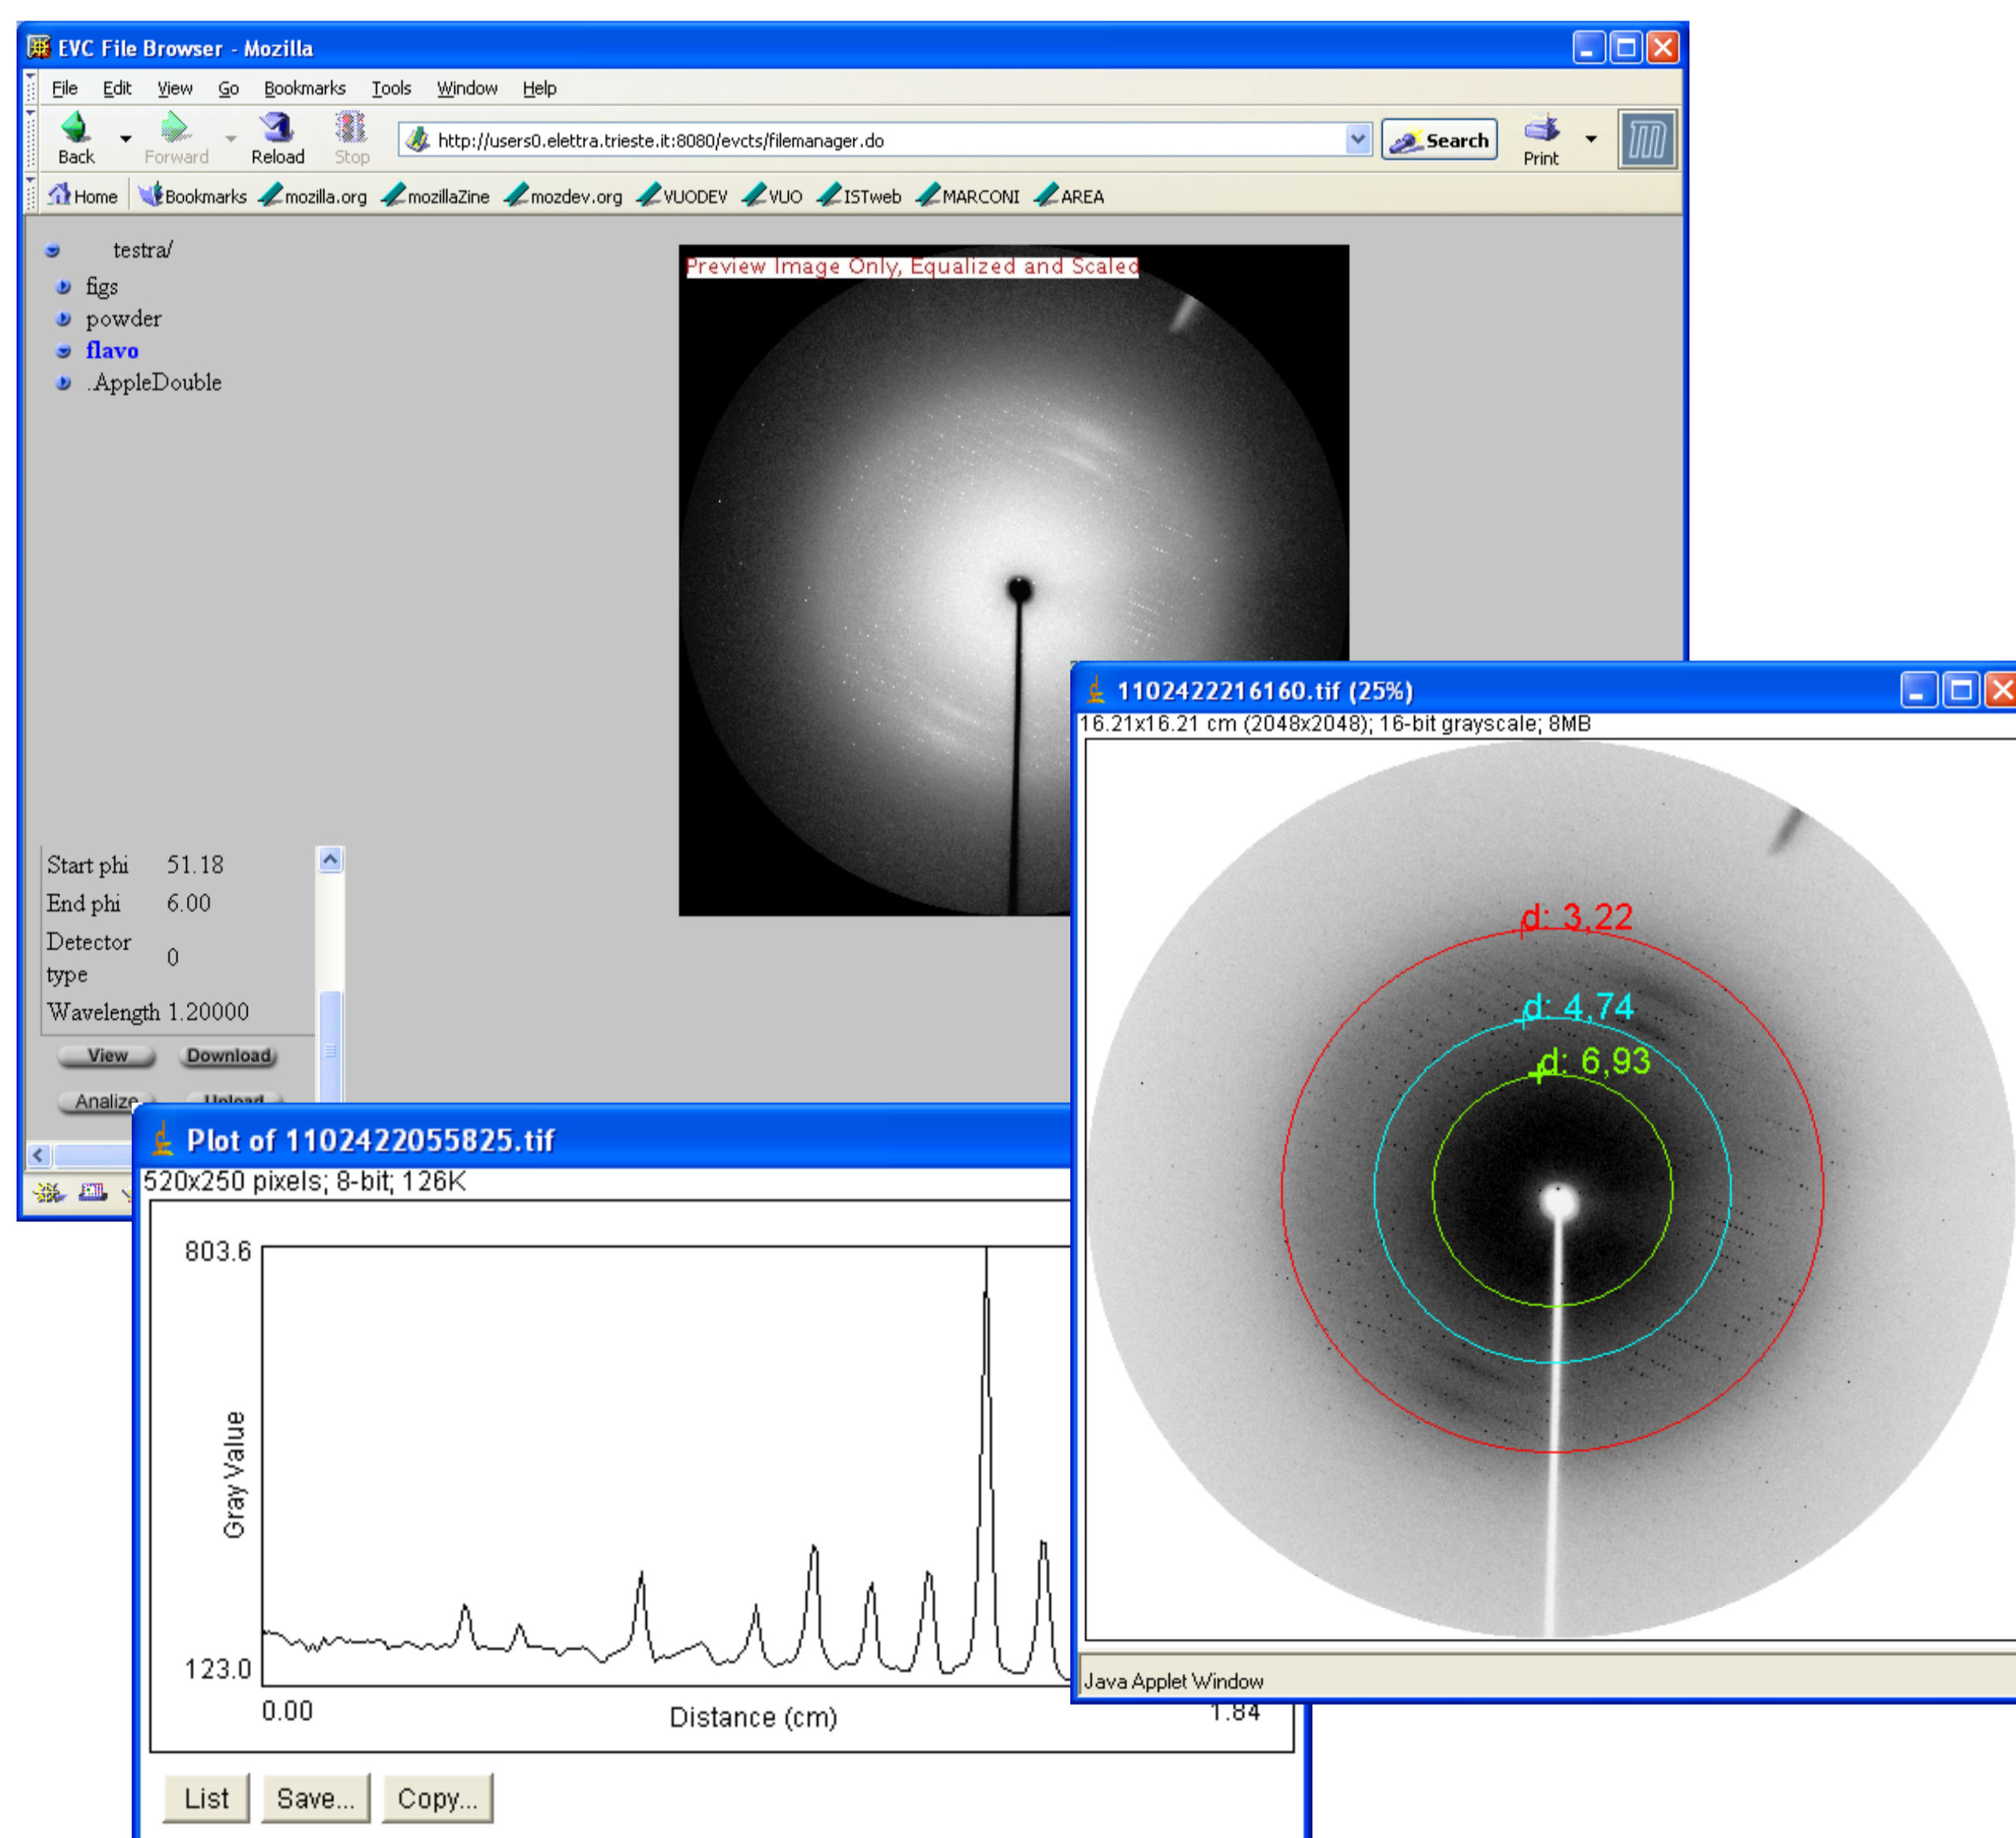 EVC File Browser - Mozilla
File Edit View Go Bookmarks Tools Window Help
Back Forward Reload Stop http://users0.elettra.trieste.it:8080/evcts/filemanager.do Search Print
Home Bookmarks mozilla.org mozillaZine mozdev.org VUODEV VUO ISTweb MARCONI AREA
testra/
figs
powder
flavo
.AppleDouble
Preview Image Only, Equalized and Scaled
Start phi 51.18
End phi 6.00
Detector type 0
Wavelength 1.20000
View Download
Analize Upload
1102422216160.tif (25%)
16.21x16.21 cm (2048x2048); 16-bit grayscale; 8MB
d: 3,22
d: 4,74
d: 6,93
Java Applet Window
Plot of 1102422055825.tif
520x250 pixels; 8-bit; 126K
803.6
Gray Value
123.0
0.00
Distance (cm)
1.84
List Save... Copy...